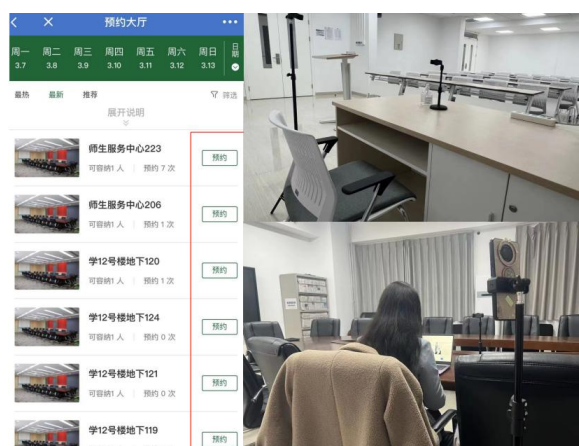 预约大厅
周一 周二 周三 周四 周五 周六 周日 日期
3.7 3.8 3.9 3.10 3.11 3.12 3.13
最热 最新 推荐 筛选
展开说明
师生服务中心223
可容纳1 人 预约 7 次
预约
师生服务中心206
可容纳1 人 预约 1 次
预约
学12号楼地下120
可容纳1 人 预约 1 次
预约
学12号楼地下124
可容纳1 人 预约 0 次
预约
学12号楼地下121
可容纳1 人 预约 0 次
预约
学12号楼地下119
预约